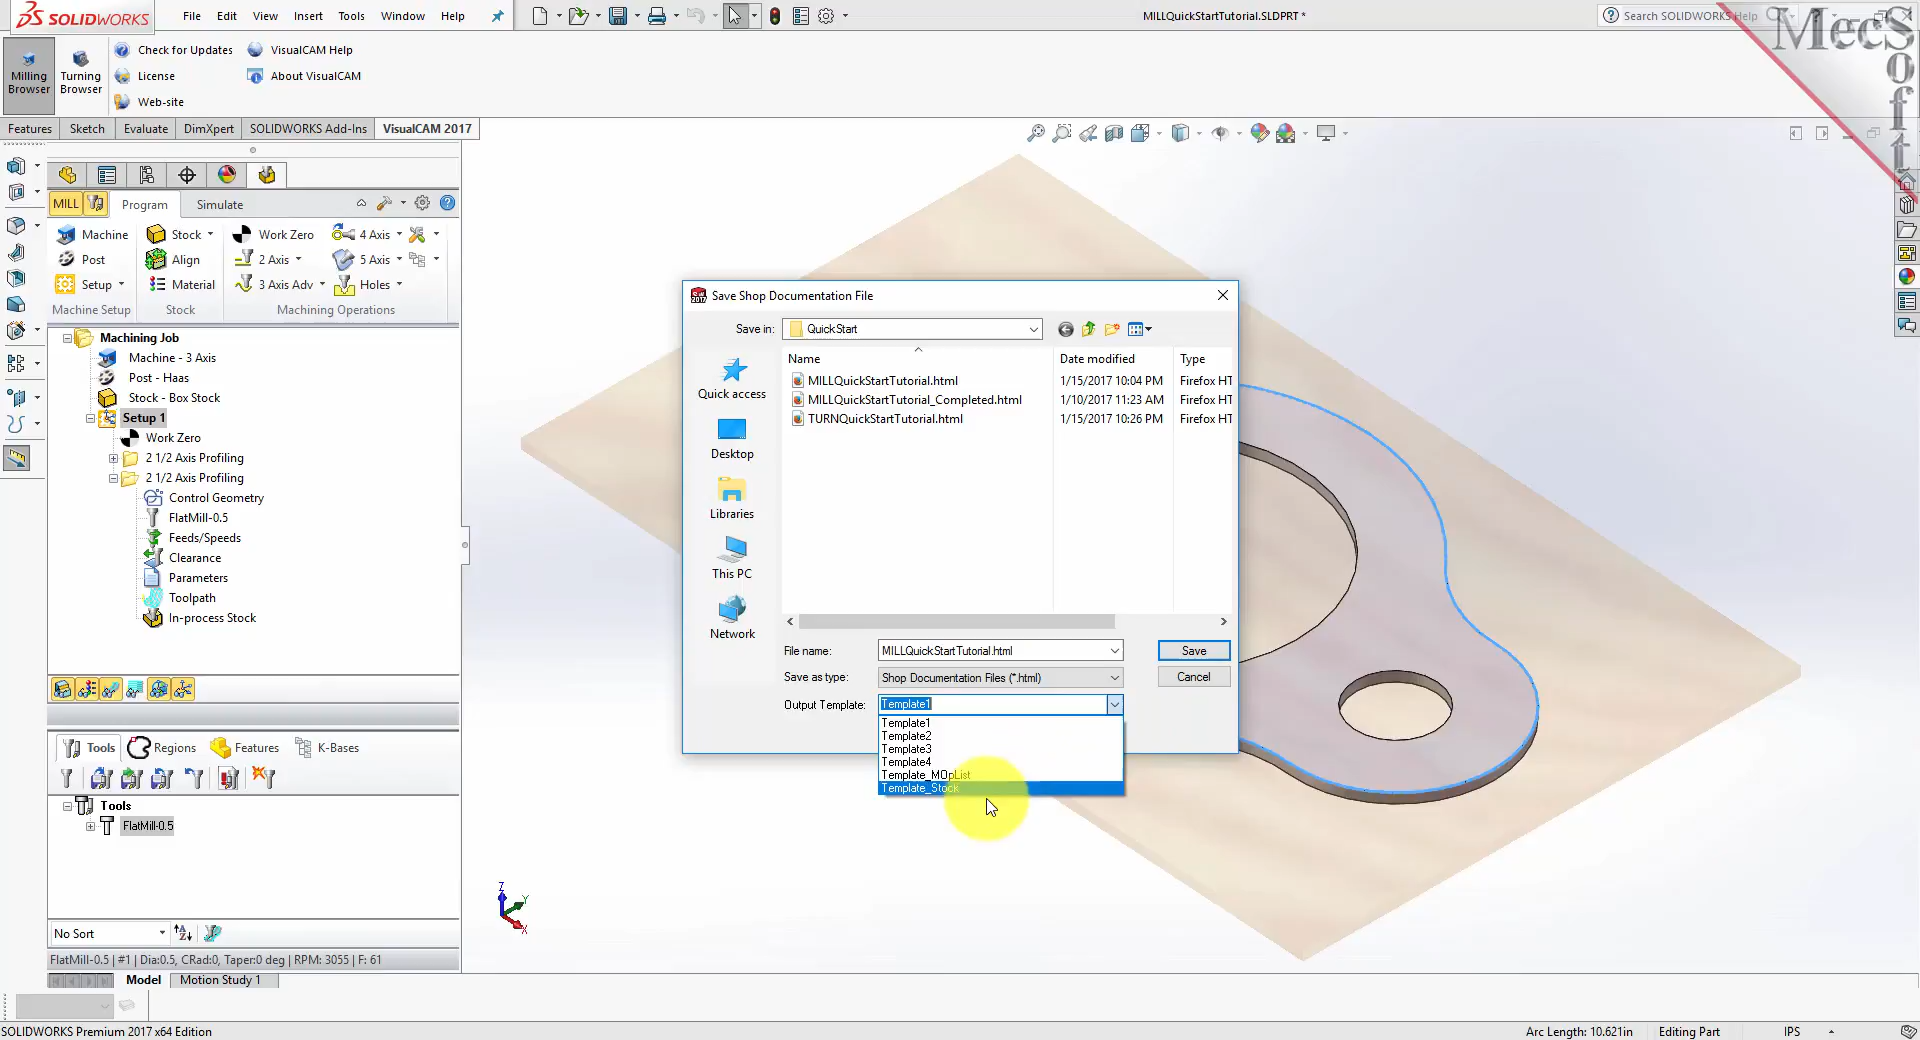 SOLIDWORKS
File Edit View Insert Tools Window Help
MILLQuickStartTutorial.SLDPRT *
Search SOLIDWORKS Help
MecSoft
Milling Browser
Turning Browser
Check for Updates
VisualCAM Help
License
About VisualCAM
Web-site
Features Sketch Evaluate DimXpert SOLIDWORKS Add-Ins VisualCAM 2017
MILL Program Simulate
Machine Stock Work Zero 4 Axis
Post Align 2 Axis 5 Axis
Setup Material 3 Axis Adv Holes
Machine Setup Stock Machining Operations
Machining Job
Machine - 3 Axis
Post - Haas
Stock - Box Stock
Setup 1
Work Zero
2 1/2 Axis Profiling
2 1/2 Axis Profiling
Control Geometry
FlatMill-0.5
Feeds/Speeds
Clearance
Parameters
Toolpath
In-process Stock
Tools Regions Features K-Bases
Tools
FlatMill-0.5
No Sort
FlatMill-0.5 | #1 | Dia:0.5, CRad:0, Taper:0 deg | RPM: 3055 | F: 61
Model Motion Study 1
SOLIDWORKS Premium 2017 x64 Edition
Save Shop Documentation File
Save in: QuickStart
Name Date modified Type
MILLQuickStartTutorial.html 1/15/2017 10:04 PM Firefox HT
MILLQuickStartTutorial_Completed.html 1/10/2017 11:23 AM Firefox HT
TURNQuickStartTutorial.html 1/15/2017 10:26 PM Firefox HT
Quick access
Desktop
Libraries
This PC
Network
File name: MILLQuickStartTutorial.html Save
Save as type: Shop Documentation Files (*.html) Cancel
Output Template: Template1
Template1
Template2
Template3
Template4
Template_MOpList
Template_Stock
Z
Y
X
Arc Length: 10.621in Editing Part IPS